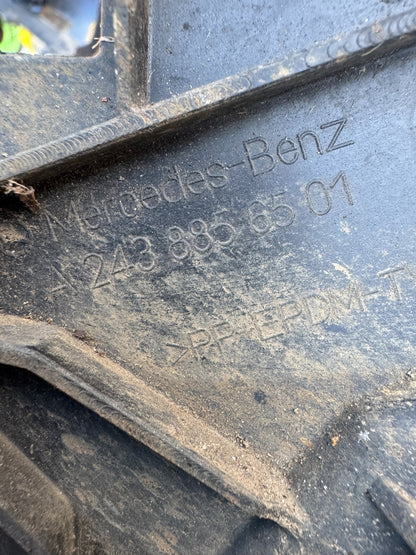 Mercedes-Benz
A 243 885 65 01
>PP-EPDM-T